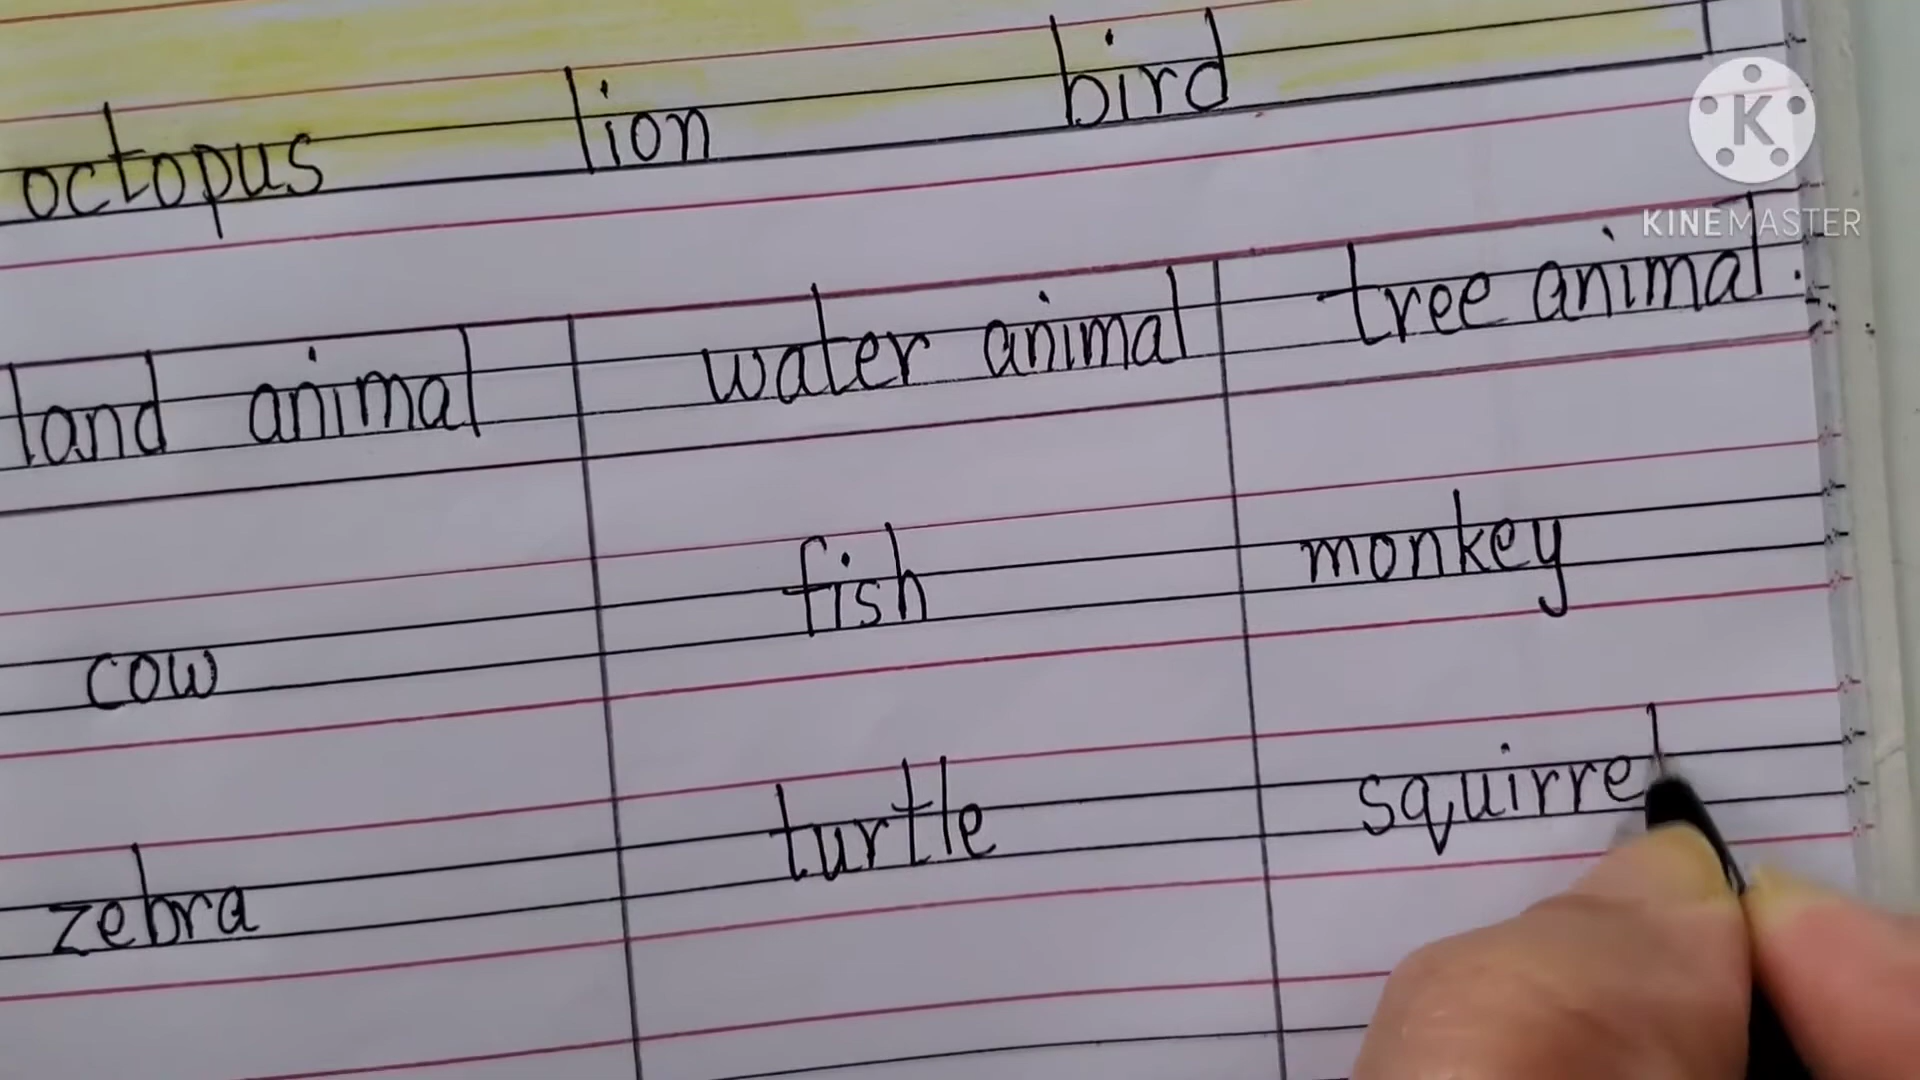 octopus lion bird
KINEMASTER
land animal water animal tree animal.
cow fish monkey
zebra turtle squirrel